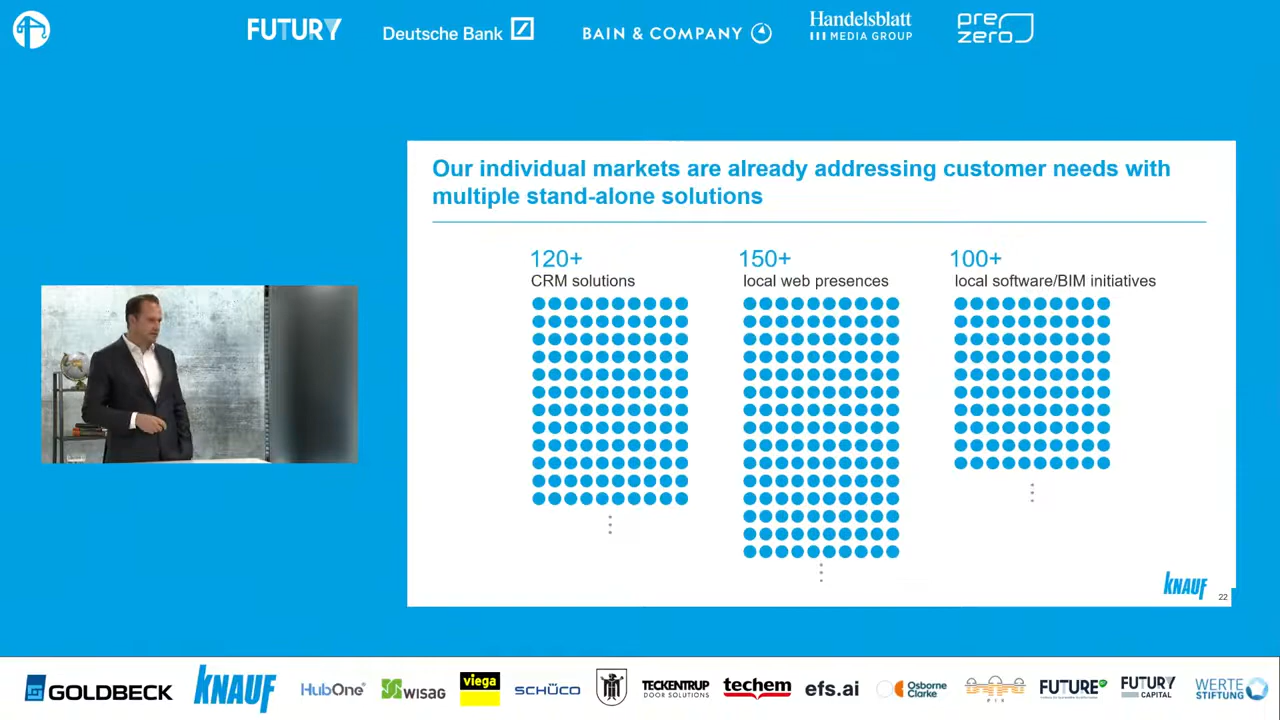 FUTURY
Deutsche Bank
BAIN & COMPANY
Handelsblatt
MEDIA GROUP
pre
zero
Our individual markets are already addressing customer needs with
multiple stand-alone solutions
120+
CRM solutions
150+
local web presences
100+
local software/BIM initiatives
KNAUF
22
GOLDBECK
KNAUF
HubOne
WISAG
viega
SCHÜCO
TECKENTRUP
DOOR SOLUTIONS
techem
efs.ai
Osborne
Clarke
FUTURE
FUTURY
CAPITAL
WERTE
STIFTUNG